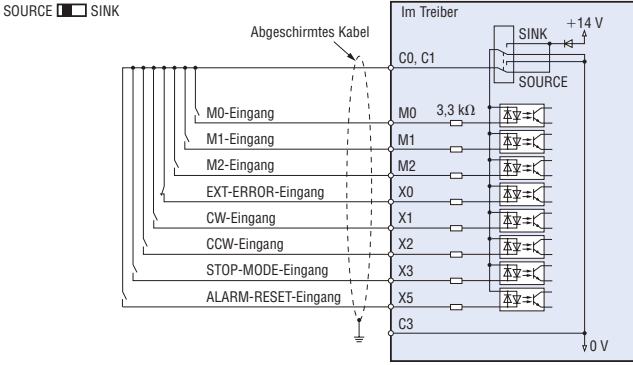 SOURCE SINK
Abgeschirmtes Kabel
Im Treiber
+14 V
SINK
C0, C1
SOURCE
M0-Eingang M0 3,3 kΩ
M1-Eingang M1
M2-Eingang M2
EXT-ERROR-Eingang X0
CW-Eingang X1
CCW-Eingang X2
STOP-MODE-Eingang X3
ALARM-RESET-Eingang X5
C3
0 V